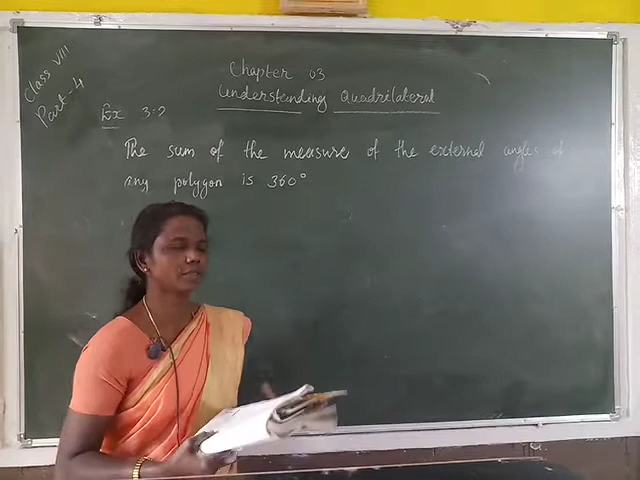 Class VIII
Part-4
Chapter 03
Understanding Quadrilateral
Ex 3.2
The sum of the measure of the external angles of
any polygon is 360°